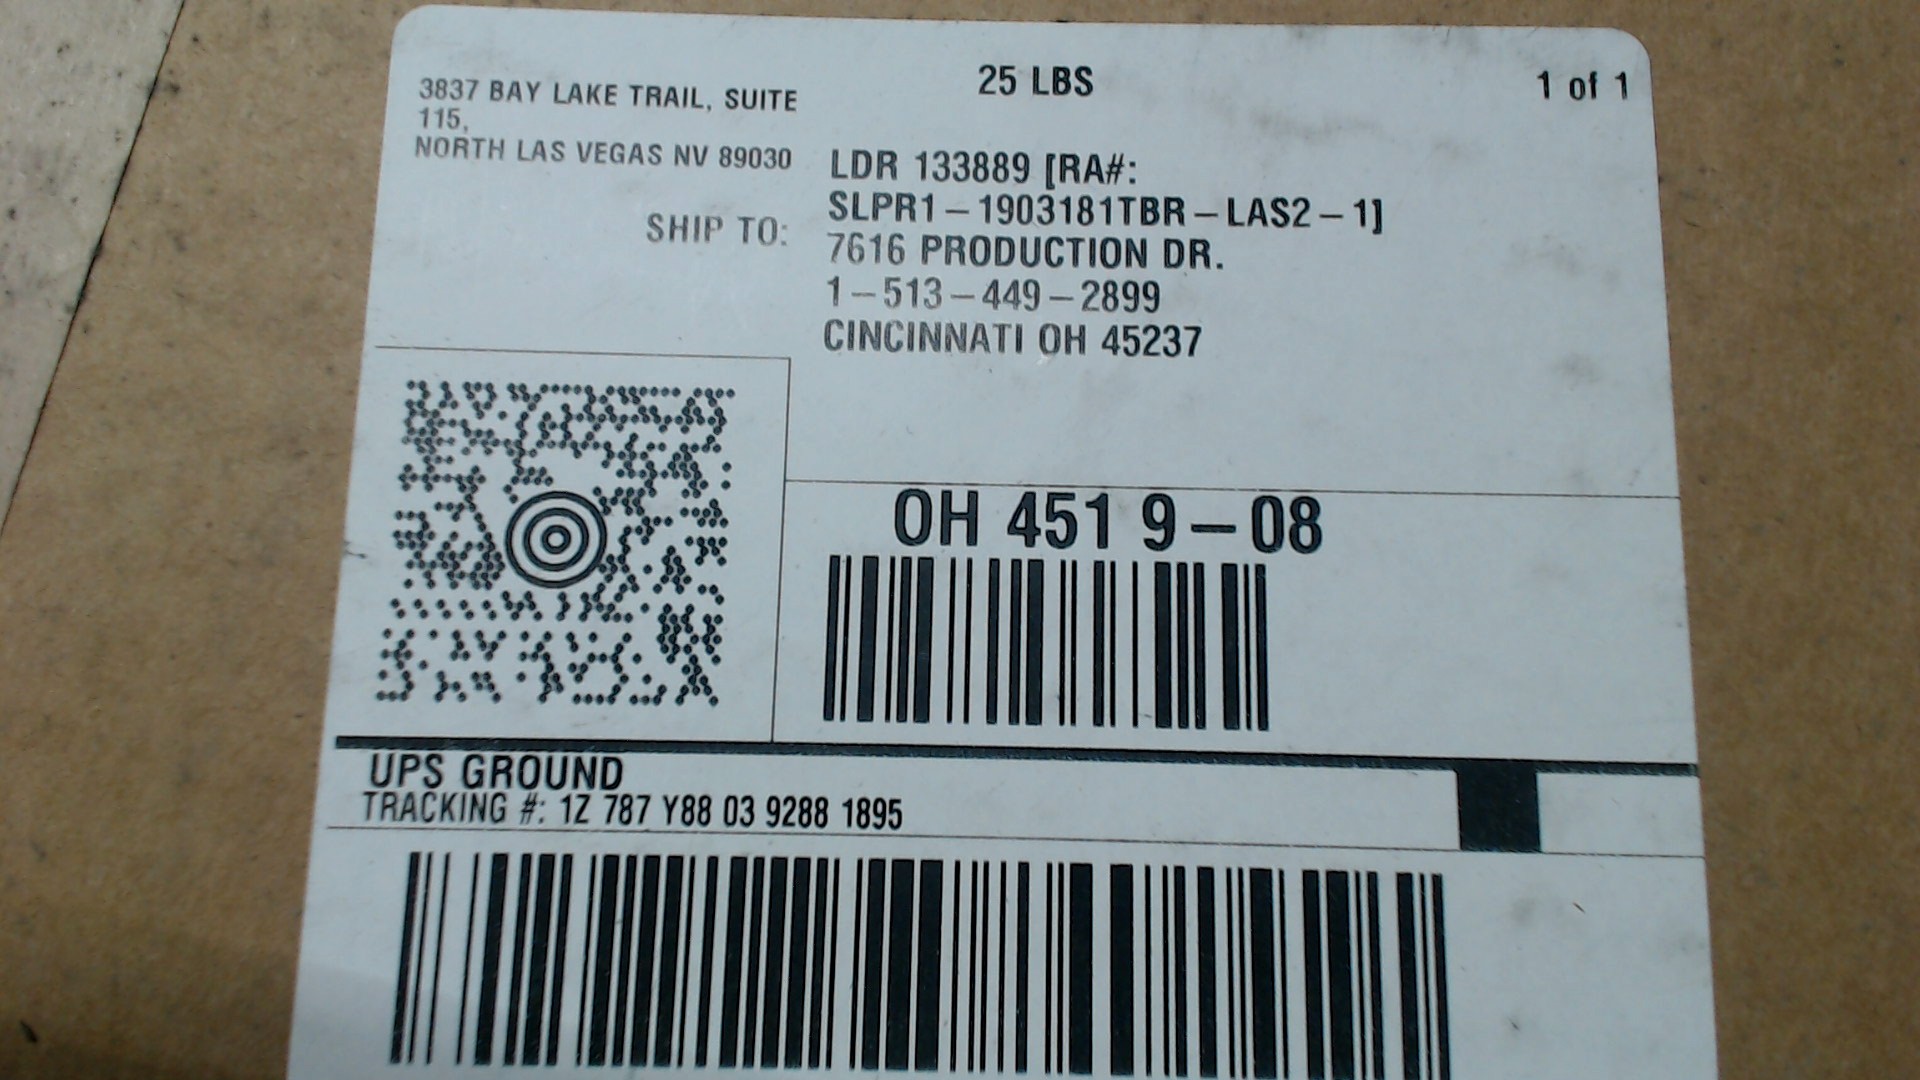 25 LBS
1 of 1
3837 BAY LAKE TRAIL, SUITE
115,
NORTH LAS VEGAS NV 89030
SHIP TO:
LDR 133889 [RA#:
SLPR1-1903181TBR-LAS2-1]
7616 PRODUCTION DR.
1-513-449-2899
CINCINNATI OH 45237
OH 451 9-08
UPS GROUND
TRACKING #: 1Z 787 Y88 03 9288 1895